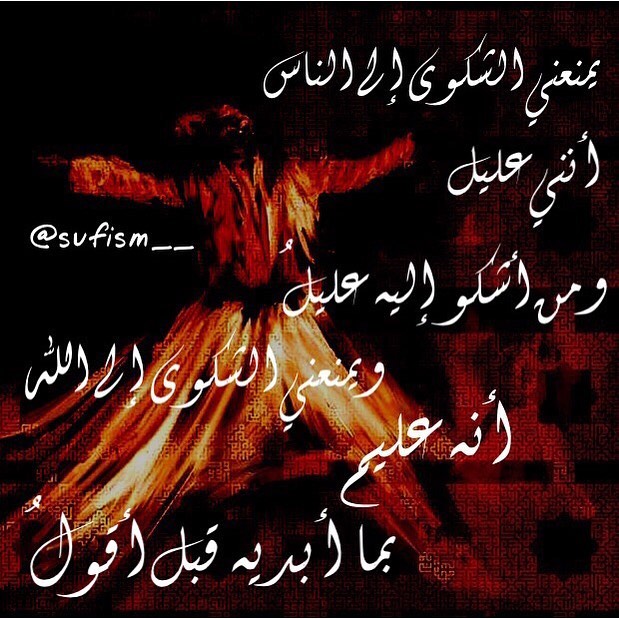 يمنعني الشكوى إلى الناس
أنني عليل
@sufism__
ومن أشكو إليه عليلُ
ويمنعني الشكوى إلى الله
أنه عليم
بما أبديه قبل أقولُ